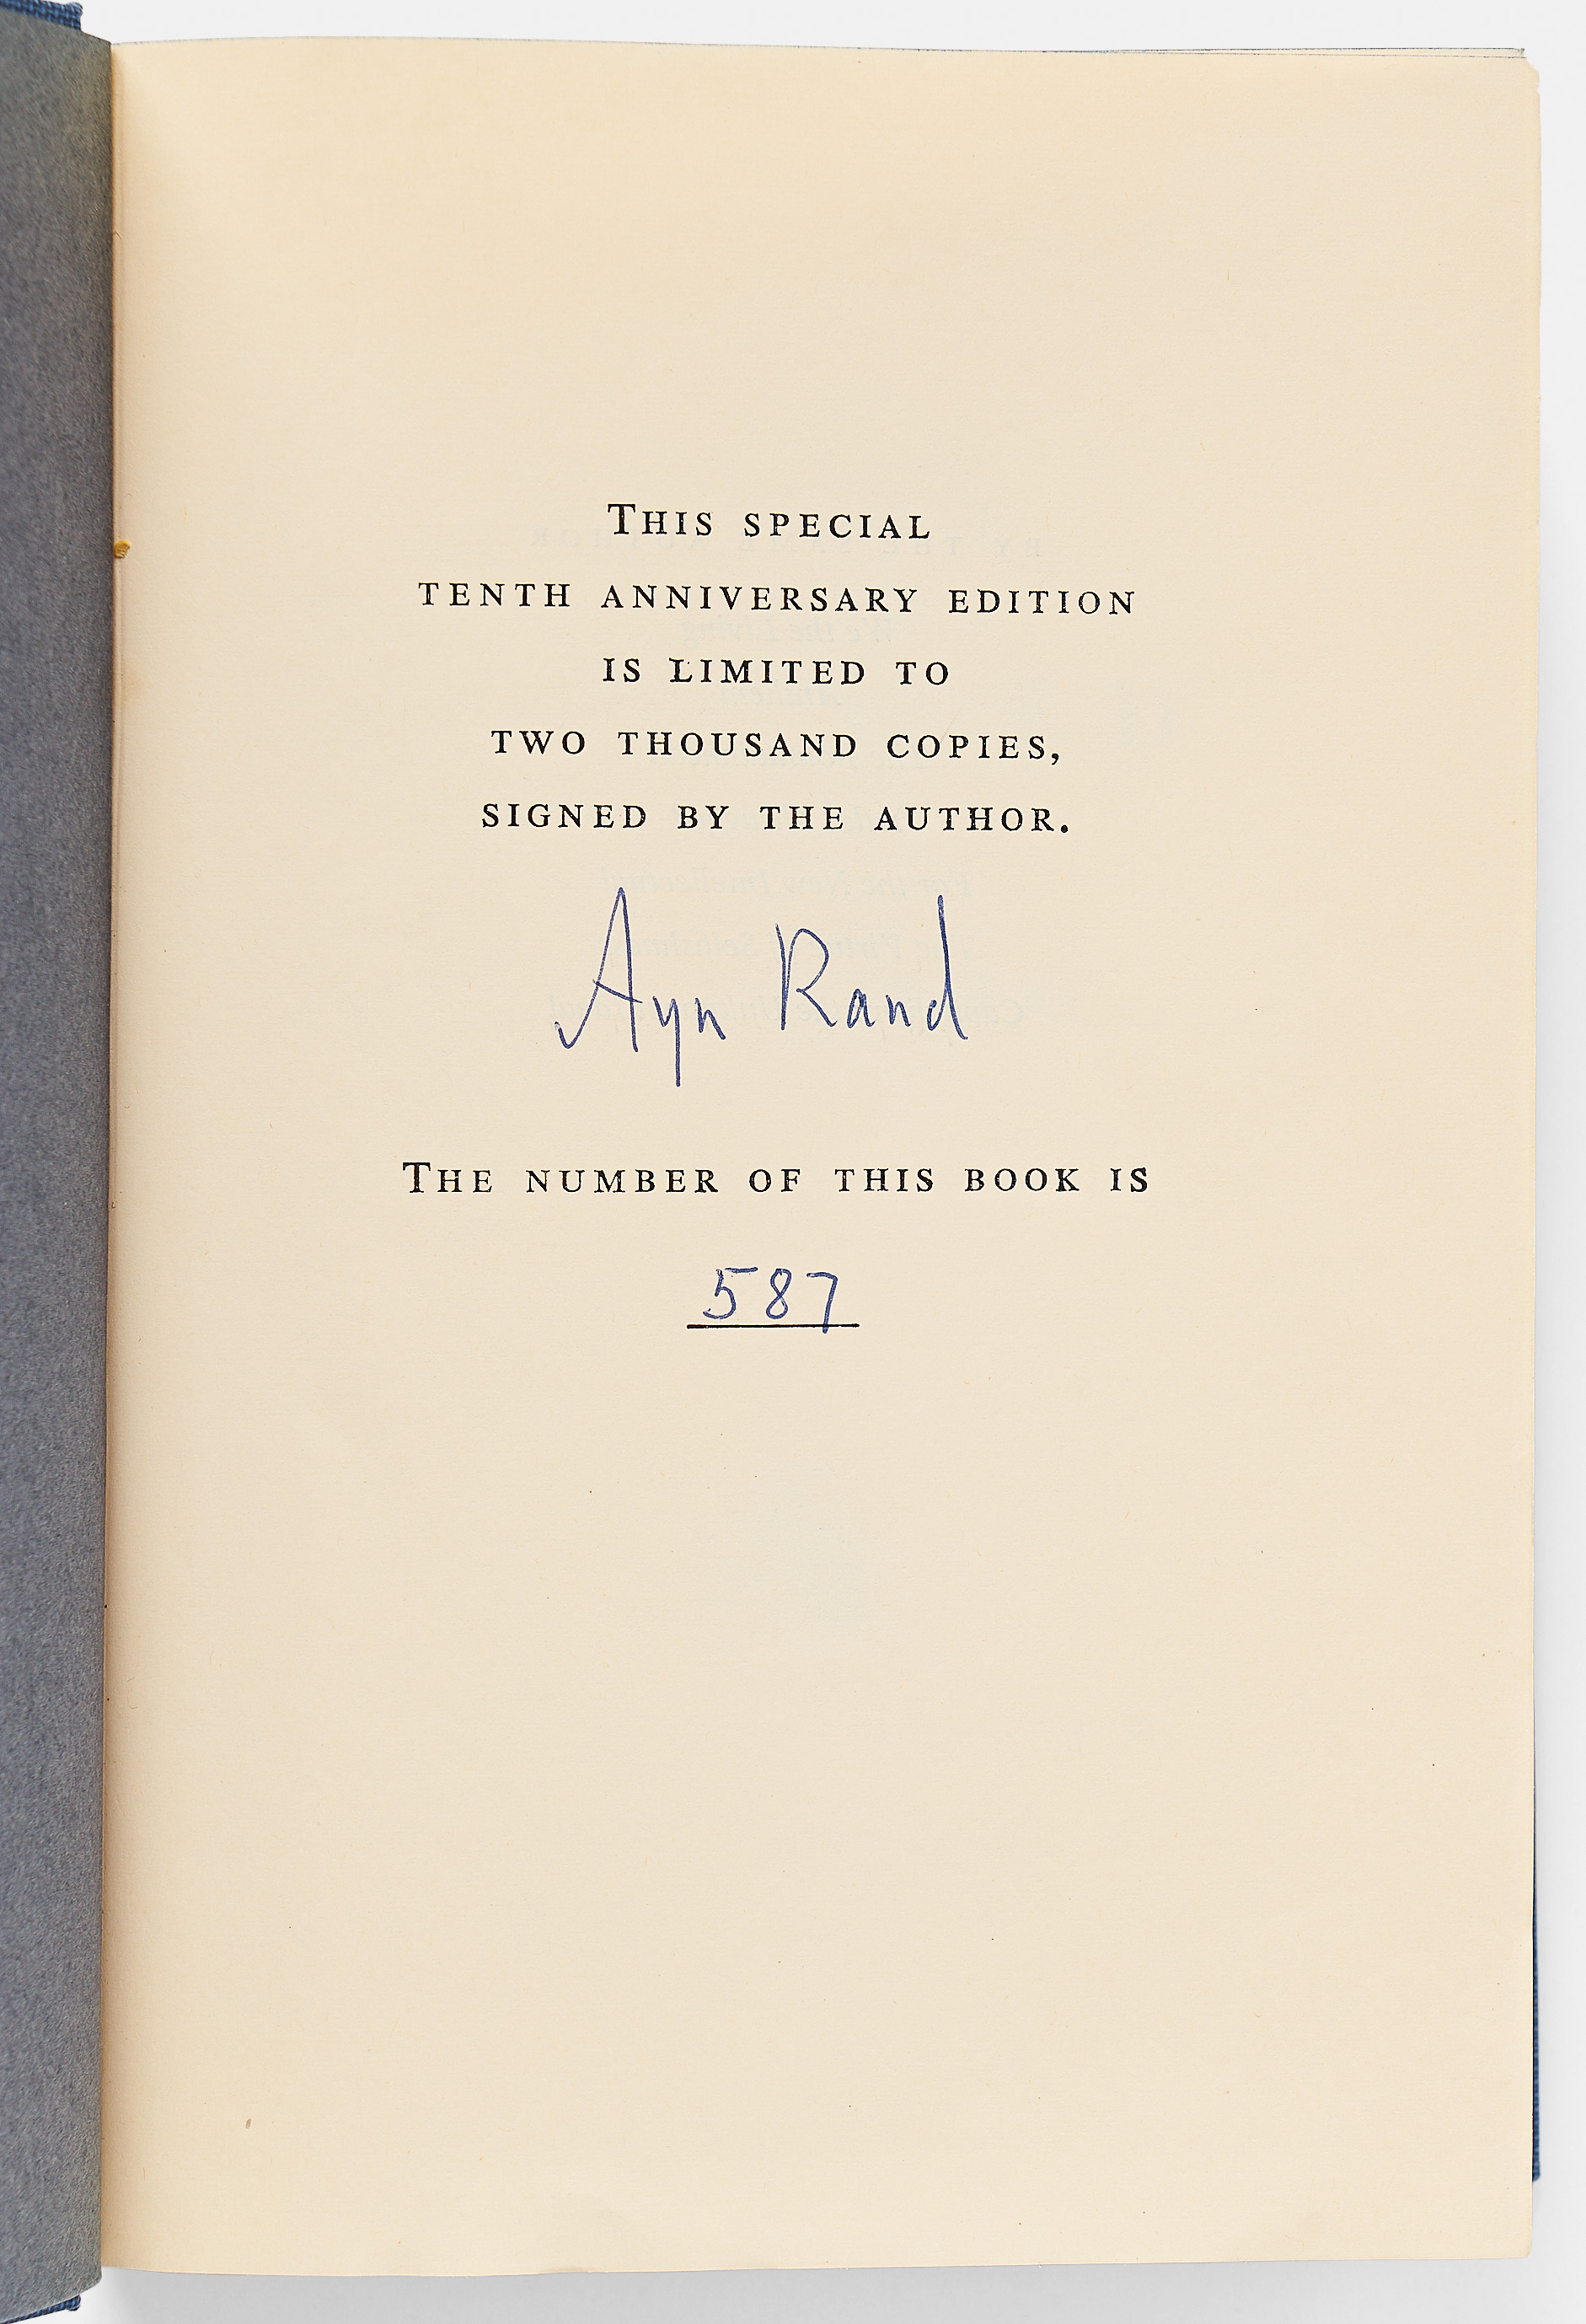 THIS SPECIAL
TENTH ANNIVERSARY EDITION
IS LIMITED TO
TWO THOUSAND COPIES,
SIGNED BY THE AUTHOR.
Ayn Rand
THE NUMBER OF THIS BOOK IS
587